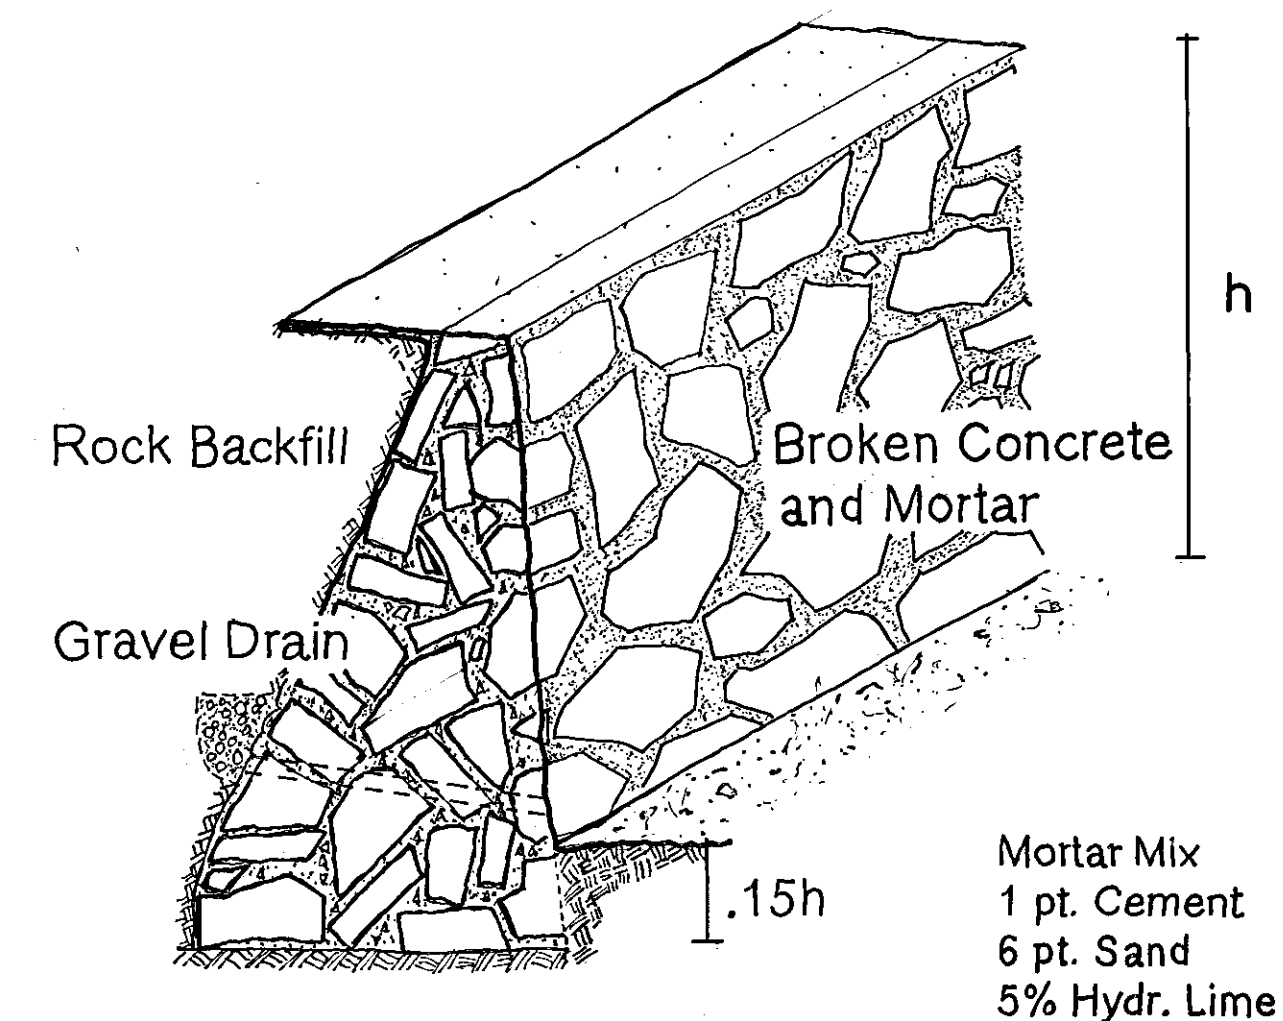 h
Rock Backfill
Broken Concrete
and Mortar
Gravel Drain
.15h
Mortar Mix
1 pt. Cement
6 pt. Sand
5% Hydr. Lime